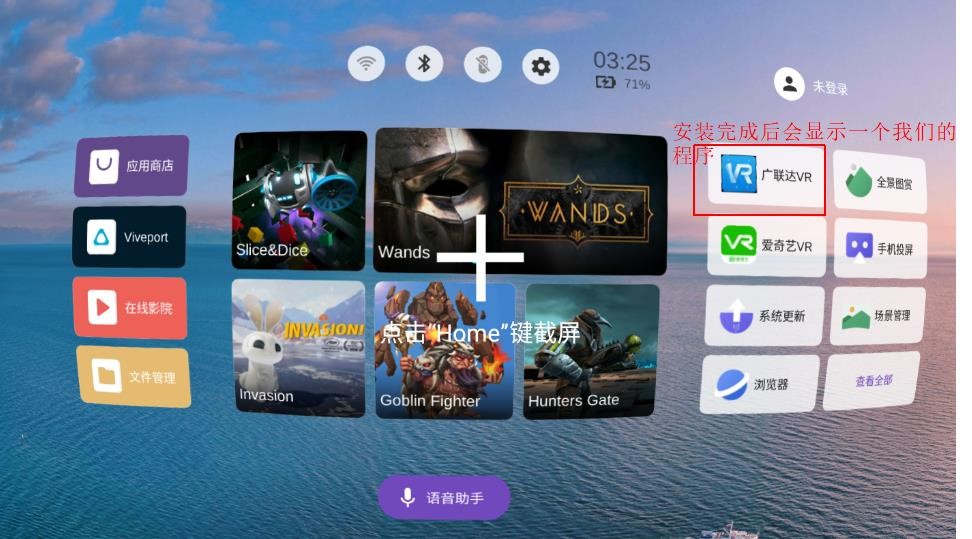 03:25
71%
未登录
安装完成后会显示一个我们的
程序
应用商店
Viveport
在线影院
文件管理
Slice&Dice
WANDS
Wands
INVASION!
Invasion
Goblin Fighter
Hunters Gate
点击“Home”键截屏
VR
广联达VR
全景图赏
VR
爱奇艺VR
手机投屏
系统更新
场景管理
浏览器
查看全部
语音助手